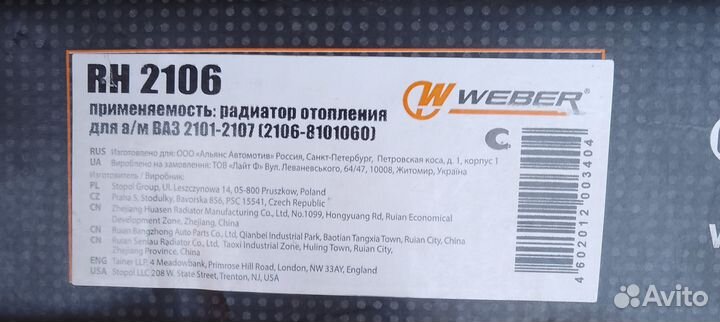 RH 2106
применяемость: радиатор отопления
для а/м ВАЗ 2101-2107 (2106-8101060)
WEBER
RUS Изготовлено для: ООО «Альянс Автомотив» Россия, Санкт-Петербург, Петровская коса, д. 1, корпус 1
UA Вироблено на замовлення: ТОВ «Лайт Ф» Вул. Леваневського, 64/47, 10008, Житомир, Україна
Изготовитель / Виробник:
PL Stopol Group, Ul. Leszczynowa 14, 05-800 Pruszkow, Poland
CZ Praha S. Stodulky, Bavorska 856, PSC 15541, Czech Republic
CN Zhejiang Huasen Radiator Manufacturing Co., Ltd, No.1099, Hongyuang Rd, Ruian Economical
Development Zone, Zhejiang, China
CN Ruian Bangzhong Auto Parts Co. Ltd, Qianbei Industrial Park, Baotian Tangxia Town, Ruian City, China
CN Ruian Senlau Radiator Co., Ltd. Taoxi Industrial Zone, Huling Town, Ruian City,
Zhejiang Province, China
ENG Tainer LLP, 4 Meadowbank, Primrose Hill Road, London, NW 33AY, England
USA Stopol LLC 208 W. State Street, Trenton, NJ, USA
4 602012 003404
Avito